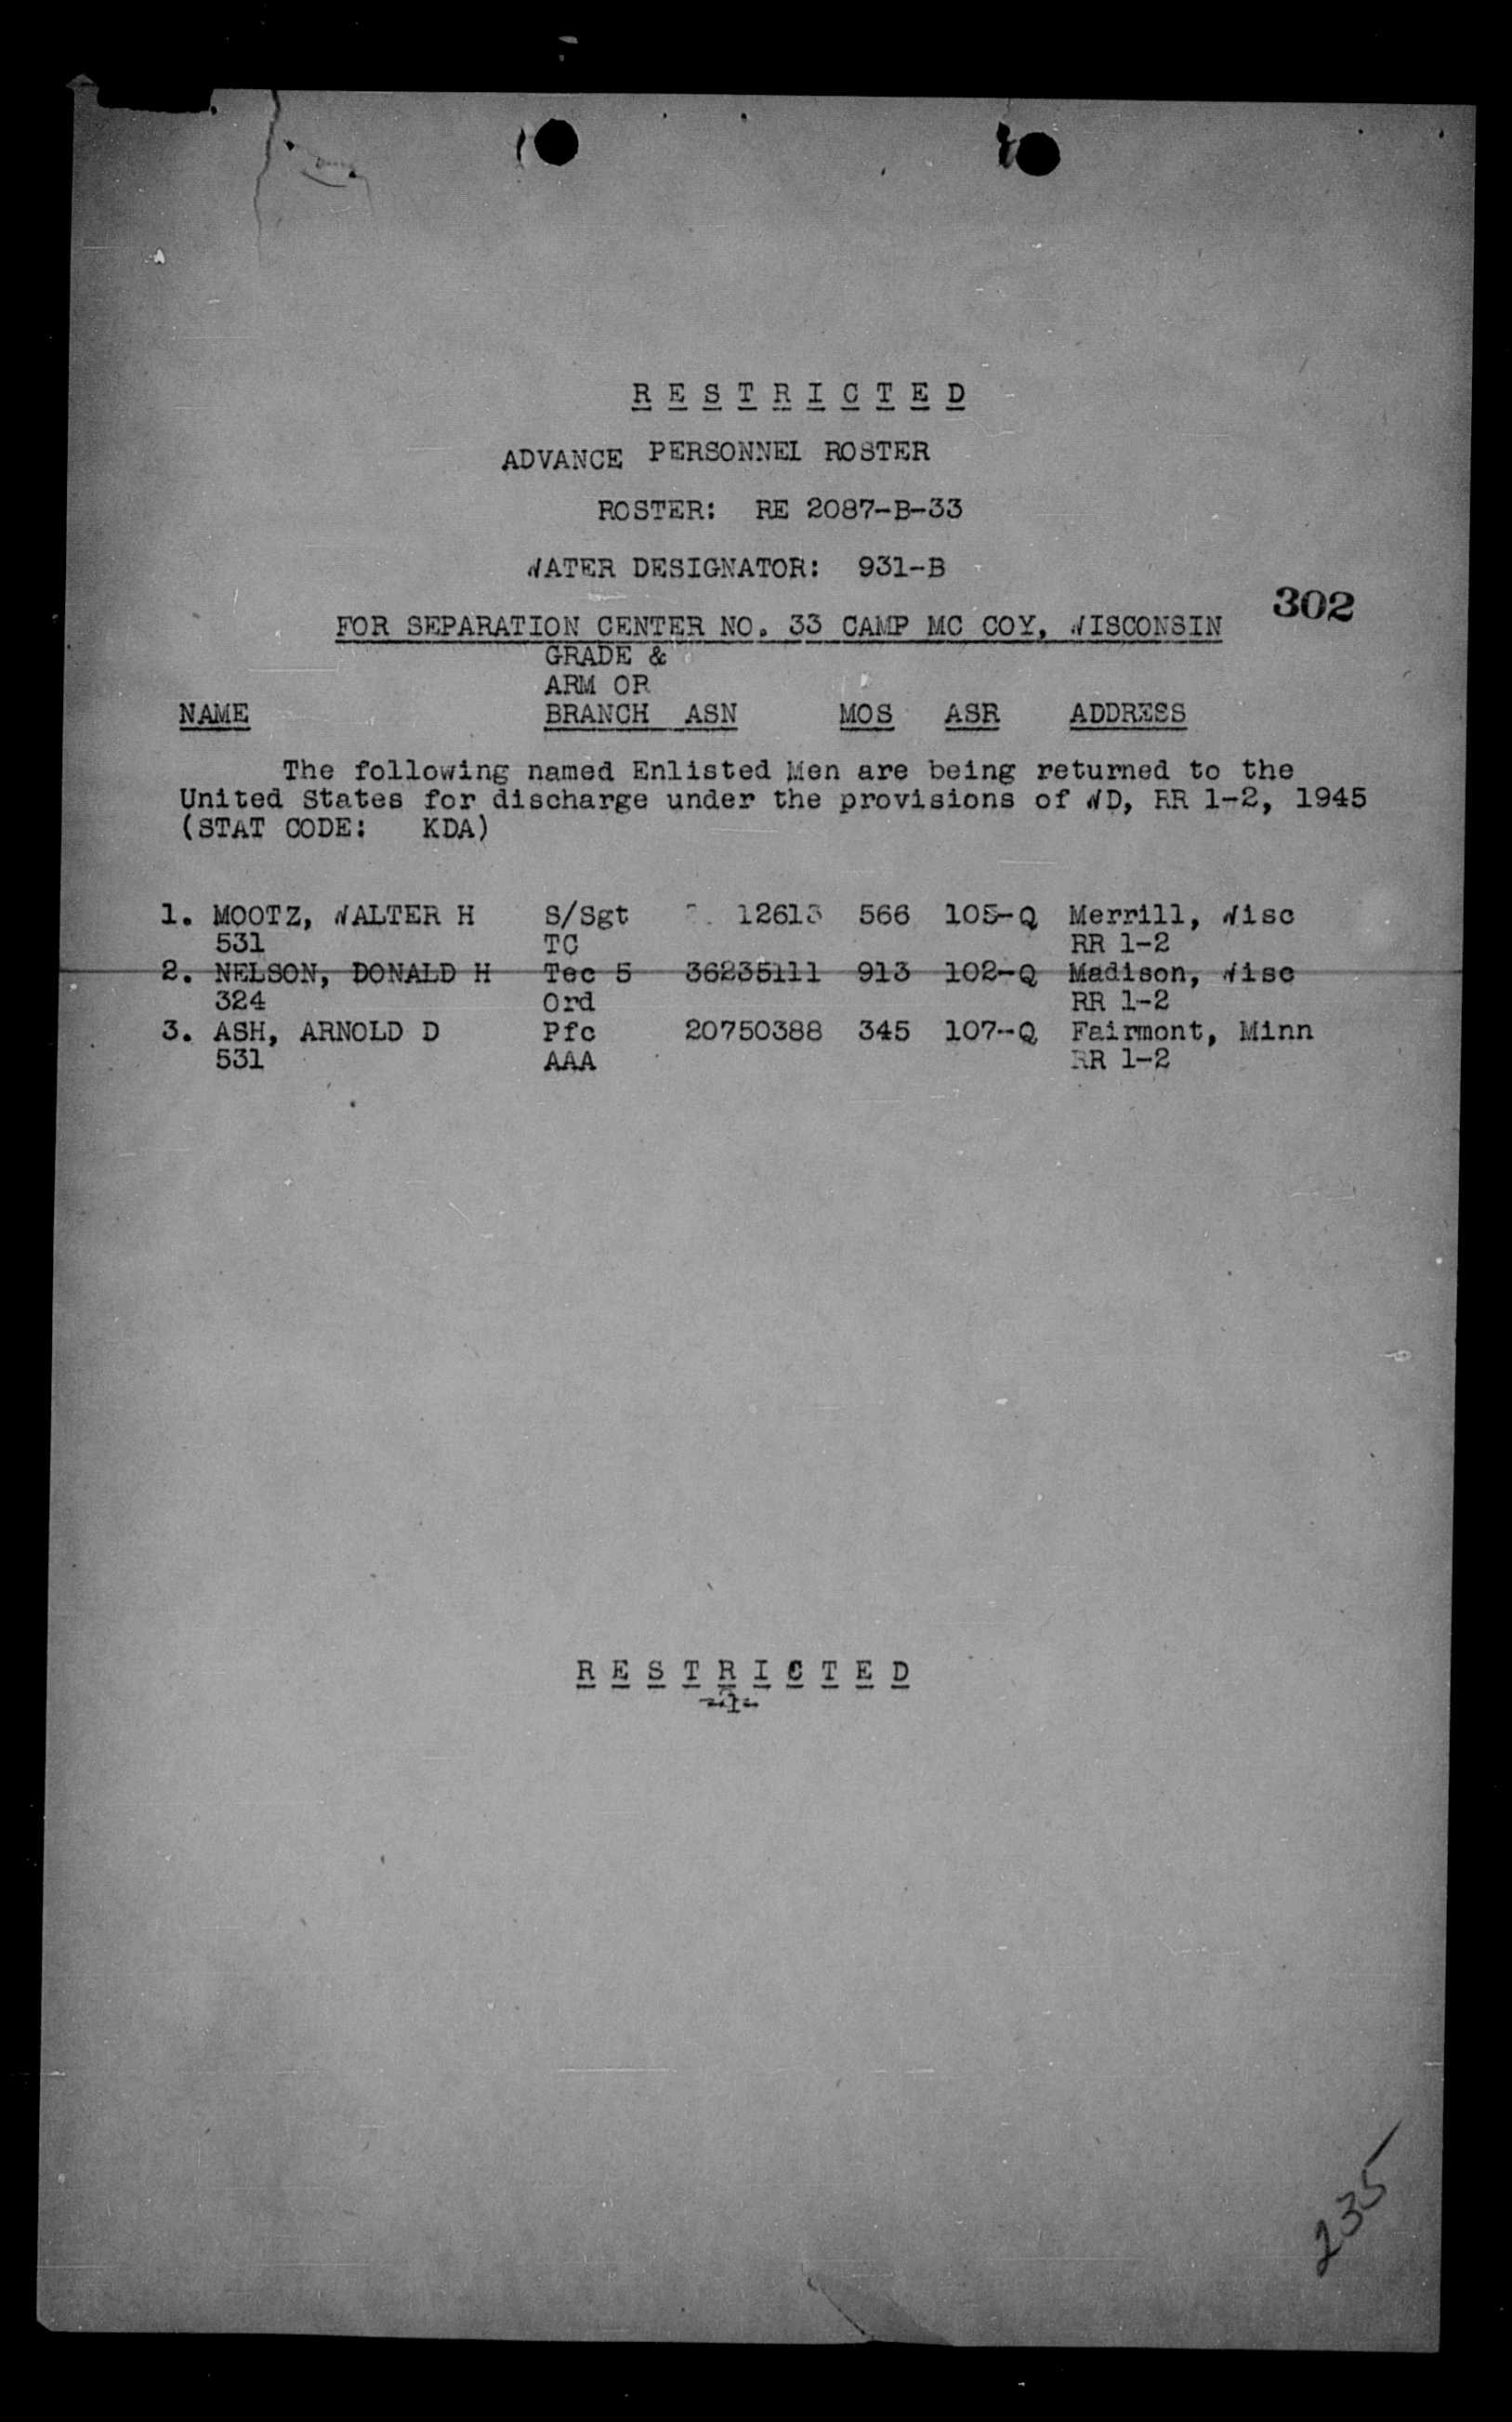 RESTRICTED
ADVANCE PERSONNEL ROSTER
ROSTER: RE 2087-B-33
WATER DESIGNATOR: 931-B
302
FOR SEPARATION CENTER NO. 33 CAMP MC COY, WISCONSIN
GRADE &
ARM OR
NAME BRANCH ASN MOS ASR ADDRESS
The following named Enlisted Men are being returned to the
United States for discharge under the provisions of WD, RR 1-2, 1945
(STAT CODE: KDA)
1. MOOTZ, WALTER H S/Sgt 566 105-Q Merrill, Wisc
531 TC RR 1-2
2. NELSON, DONALD H Tec 5 36235111 913 102-Q Madison, Wisc
324 Ord RR 1-2
3. ASH, ARNOLD D Pfc 20750388 345 107-Q Fairmont, Minn
531 AAA RR 1-2
RESTRICTED
-1-
235